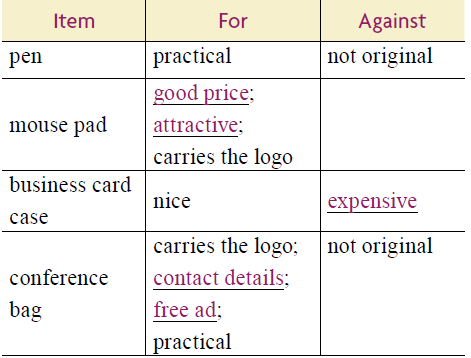 Item For Against
pen practical not original
good price;
mouse pad attractive;
carries the logo
business card
case nice expensive
carries the logo; not original
conference contact details;
bag free ad;
practical